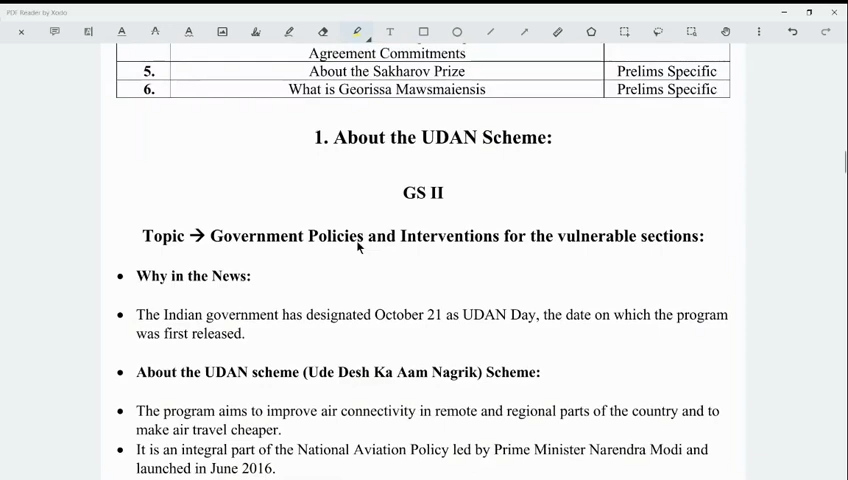 PDF Reader by Xodo
Agreement Commitments
5. About the Sakharov Prize Prelims Specific
6. What is Georissa Mawsmaiensis Prelims Specific
1. About the UDAN Scheme:
GS II
Topic → Government Policies and Interventions for the vulnerable sections:
• Why in the News:
• The Indian government has designated October 21 as UDAN Day, the date on which the program
was first released.
• About the UDAN scheme (Ude Desh Ka Aam Nagrik) Scheme:
• The program aims to improve air connectivity in remote and regional parts of the country and to
make air travel cheaper.
• It is an integral part of the National Aviation Policy led by Prime Minister Narendra Modi and
launched in June 2016.